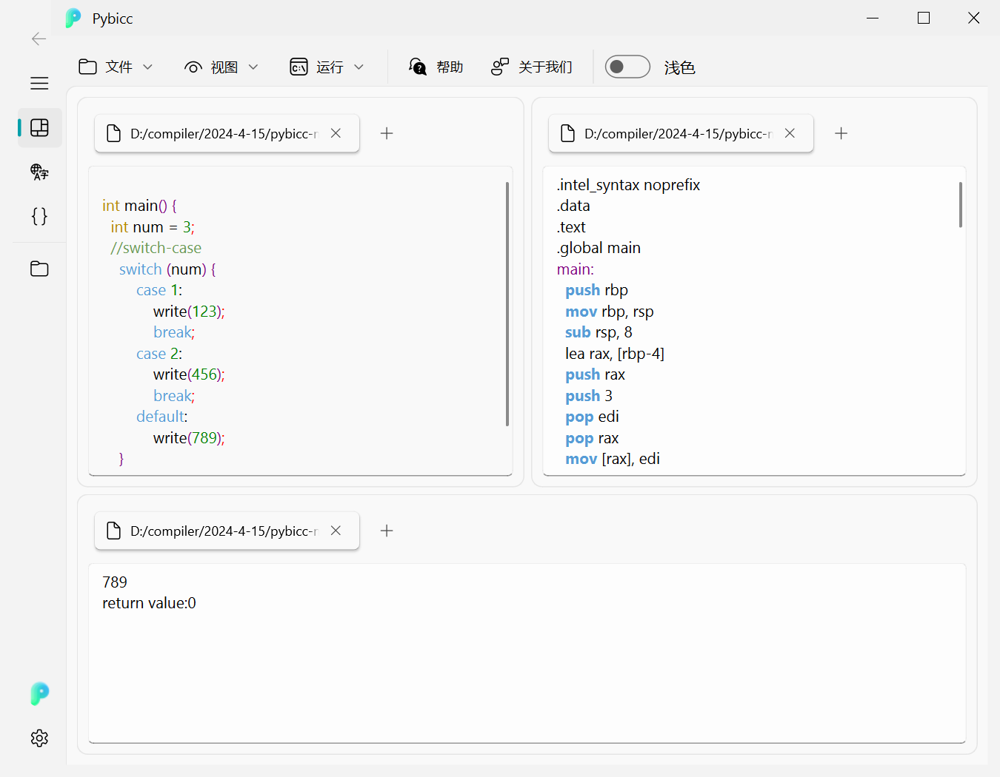 Pybicc
文件 视图 运行 帮助 关于我们 浅色
D:/compiler/2024-4-15/pybicc-
int main() {
int num = 3;
//switch-case
switch (num) {
case 1:
write(123);
break;
case 2:
write(456);
break;
default:
write(789);
}
D:/compiler/2024-4-15/pybicc-
.intel_syntax noprefix
.data
.text
.global main
main:
push rbp
mov rbp, rsp
sub rsp, 8
lea rax, [rbp-4]
push rax
push 3
pop edi
pop rax
mov [rax], edi
D:/compiler/2024-4-15/pybicc-
789
return value:0